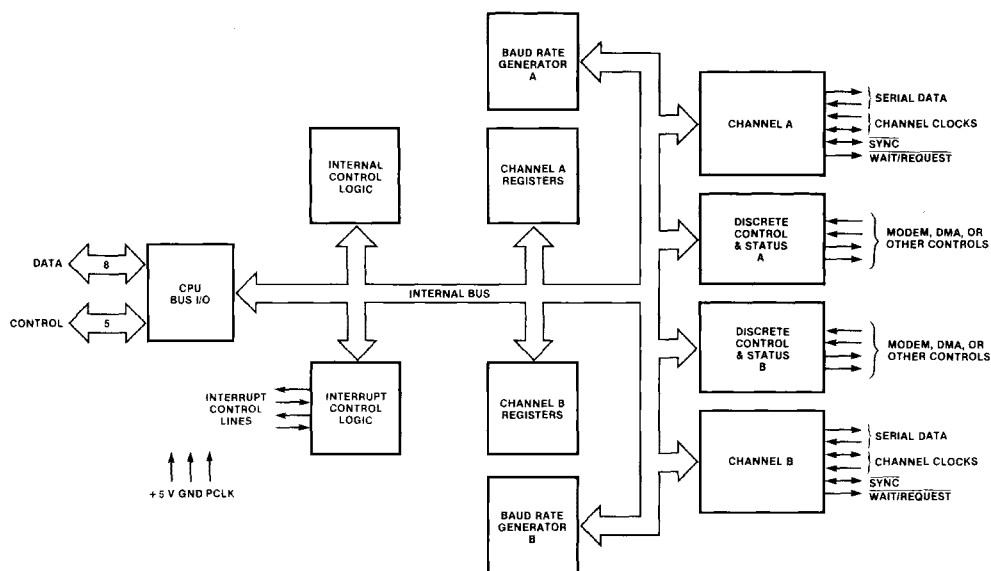 BAUD RATE
GENERATOR
A
CHANNEL A
SERIAL DATA
CHANNEL CLOCKS
SYNC
WAIT/REQUEST
INTERNAL
CONTROL
LOGIC
CHANNEL A
REGISTERS
DISCRETE
CONTROL
& STATUS
A
MODEM, DMA, OR
OTHER CONTROLS
DATA
8
CPU
BUS I/O
INTERNAL BUS
CONTROL
5
DISCRETE
CONTROL
& STATUS
B
MODEM, DMA, OR
OTHER CONTROLS
INTERRUPT
CONTROL
LINES
INTERRUPT
CONTROL
LOGIC
CHANNEL B
REGISTERS
CHANNEL B
SERIAL DATA
CHANNEL CLOCKS
SYNC
WAIT/REQUEST
+5 V GND PCLK
BAUD RATE
GENERATOR
B